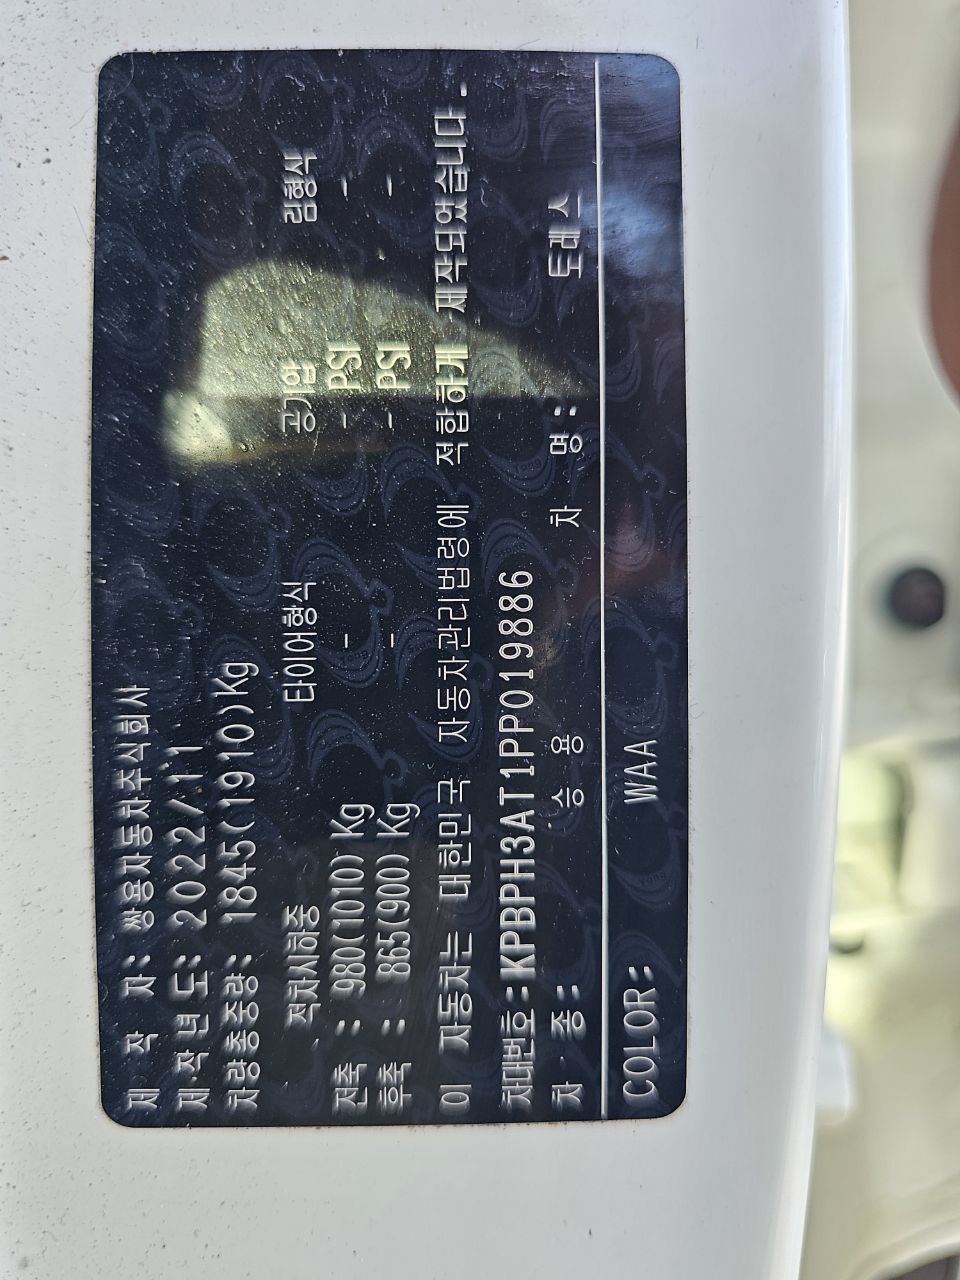 제 작 자: 쌍용자동차주식회사
제·작 년 도: 2022/11
차량총중량: 1845(1910)Kg
적차시하중 타이어형식 공기압 림형식
전축 : 980(1010) Kg - - PSI -
후축 : 865(900) Kg - - PSI -
이 자동차는 대한민국 자동차관리법령에 적합하게 제작되었습니다.
차대번호:KPBPH3AT1PP019886
차 종: 승 용 차 명: 토레스
COLOR: WAA